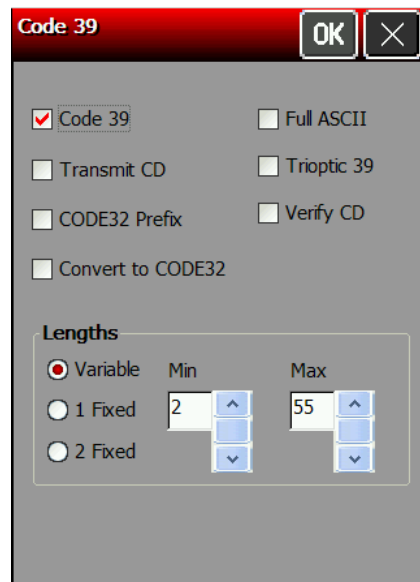 Code 39 OK
Code 39 Full ASCII
Transmit CD Trioptic 39
CODE32 Prefix Verify CD
Convert to CODE32
Lengths
Variable Min Max
1 Fixed 2 55
2 Fixed